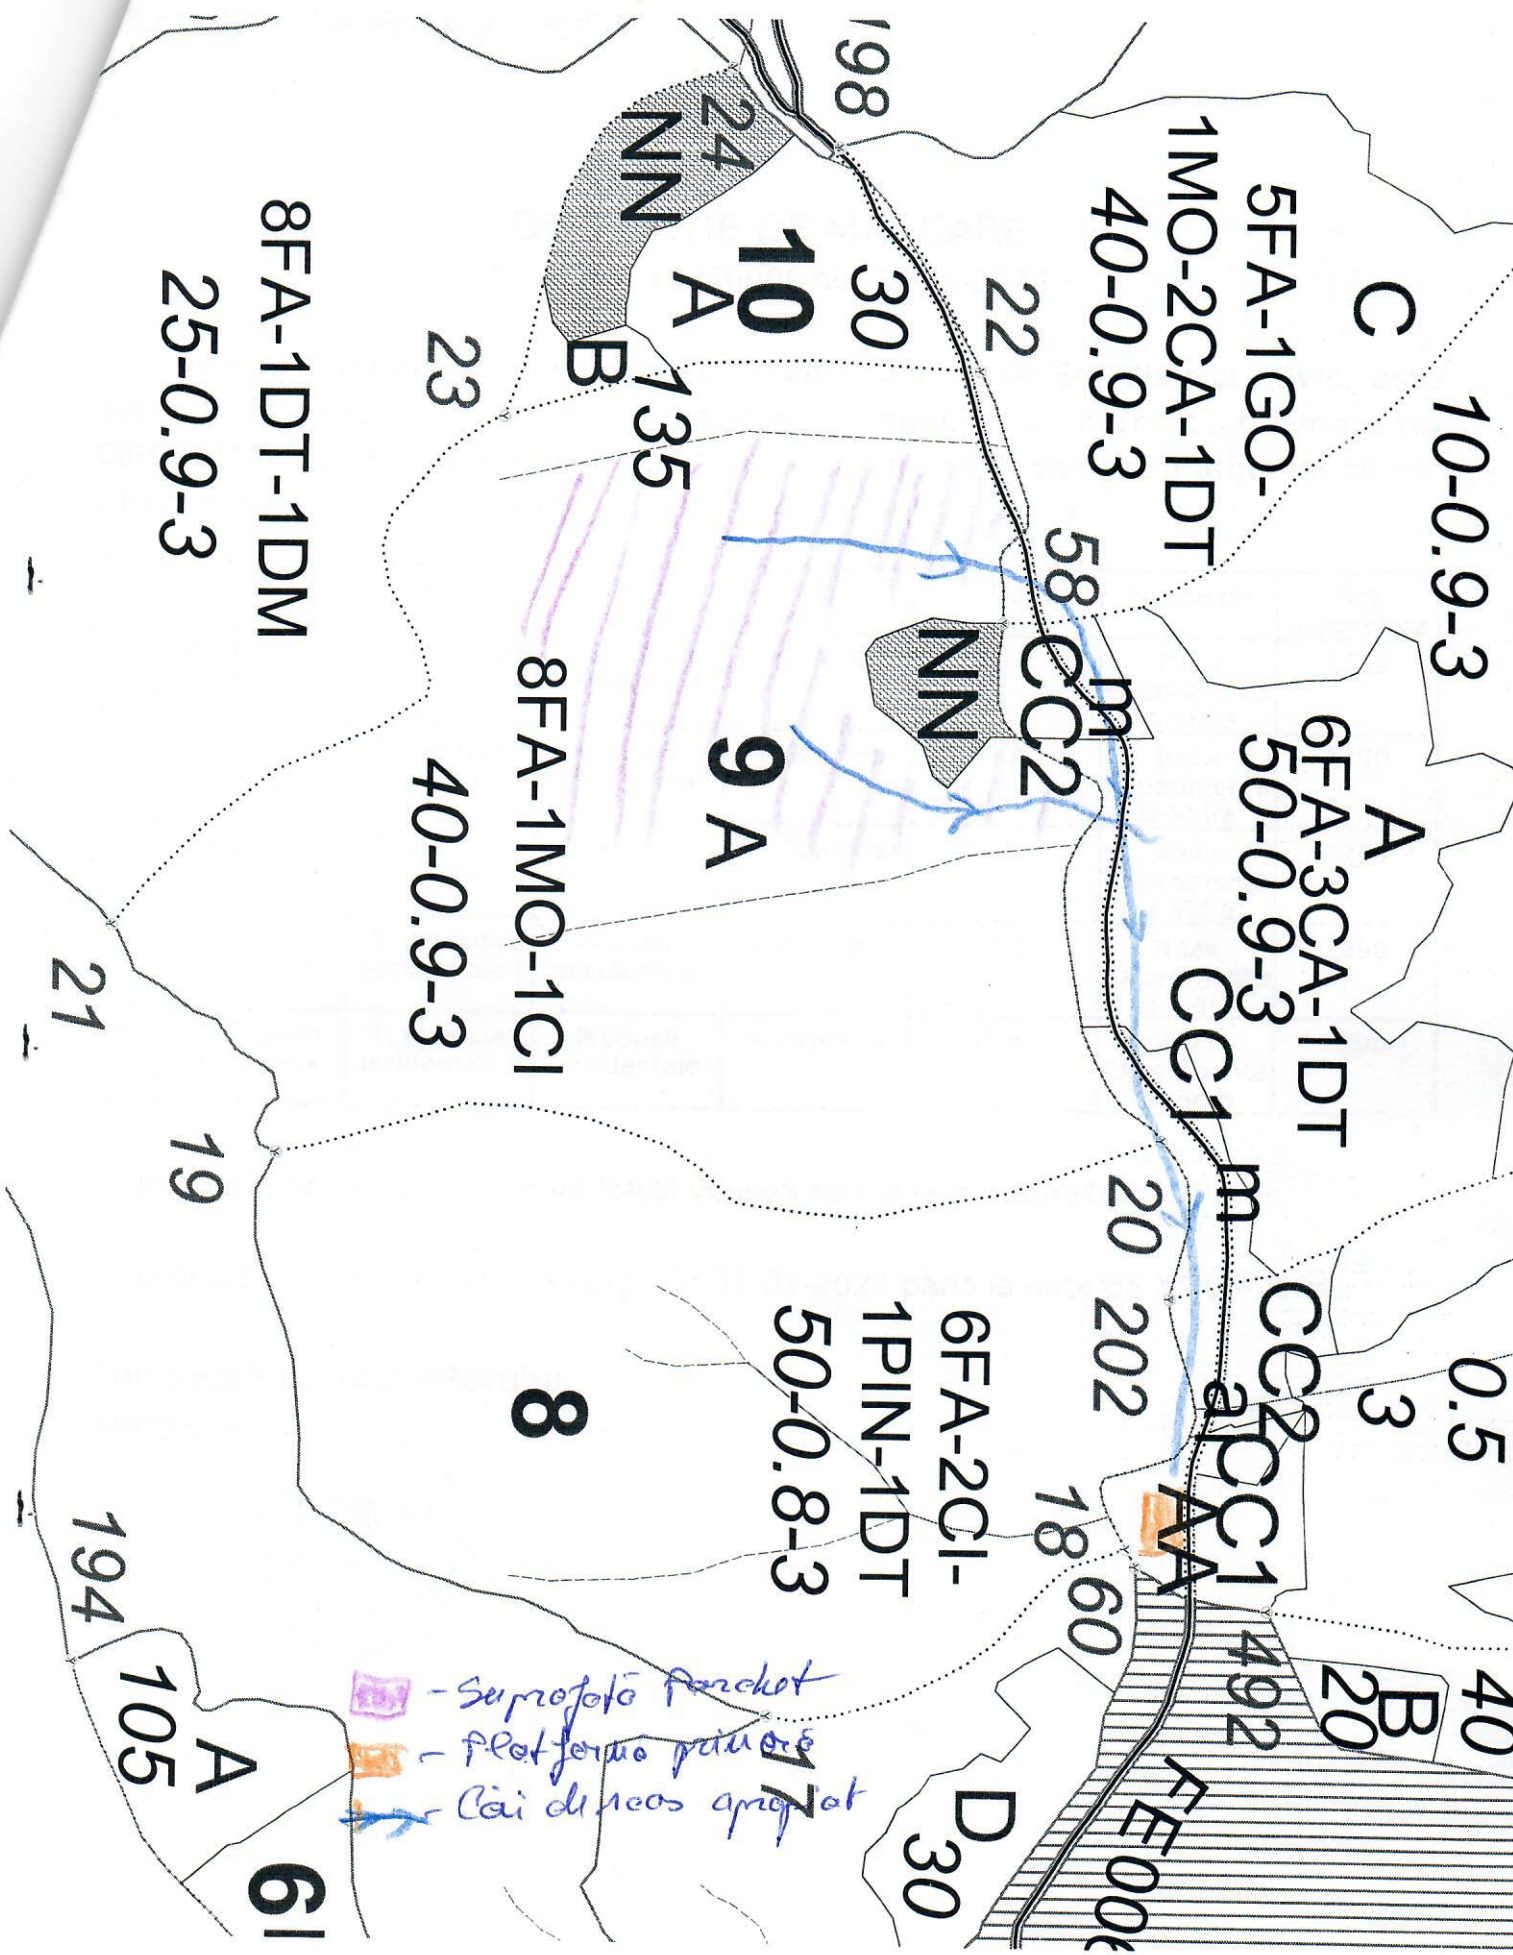 198
24
NN
10
A
30
22
C
10-0.9-3
5FA-1GO-
1MO-2CA-1DT
40-0.9-3
B
135
23
8FA-1DT-1DM
25-0.9-3
58
CC2
m
NN
9 A
8FA-1MO-1CI
40-0.9-3
A
6FA-3CA-1DT
50-0.9-3
CC1
m
21
19
20
202
CC2
a
CC1
AA
0.5
3
8
6FA-2CI-
1PIN-1DT
50-0.8-3
18
60
492
B
20
40
194
A
105
17
D
30
FE006
61
- Suprafață Parchet
- Platforma primară
- Căi de scos apropiat